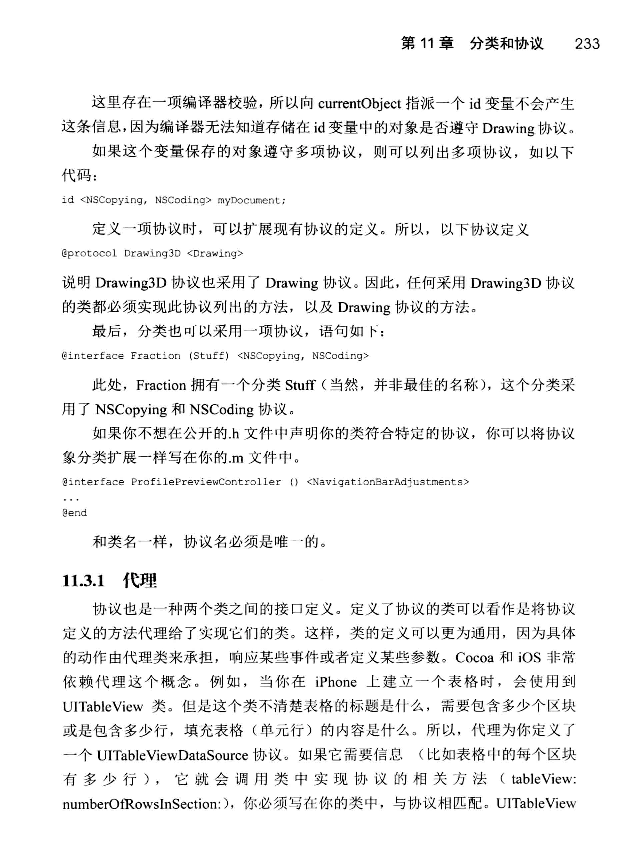 第 11 章 分类和协议 233
这里存在一项编译器校验，所以向 currentObject 指派一个 id 变量不会产生
这条信息，因为编译器无法知道存储在 id 变量中的对象是否遵守 Drawing 协议。
如果这个变量保存的对象遵守多项协议，则可以列出多项协议，如以下
代码：
id <NSCopying, NSCoding> myDocument;
定义一项协议时，可以扩展现有协议的定义。所以，以下协议定义
@protocol Drawing3D <Drawing>
说明 Drawing3D 协议也采用了 Drawing 协议。因此，任何采用 Drawing3D 协议
的类都必须实现此协议列出的方法，以及 Drawing 协议的方法。
最后，分类也可以采用一项协议，语句如下：
@interface Fraction (Stuff) <NSCopying, NSCoding>
此处，Fraction 拥有一个分类 Stuff（当然，并非最佳的名称），这个分类采
用了 NSCopying 和 NSCoding 协议。
如果你不想在公开的.h 文件中声明你的类符合特定的协议，你可以将协议
象分类扩展一样写在你的.m 文件中。
@interface ProfilePreviewController () <NavigationBarAdjustments>
...
@end
和类名一样，协议名必须是唯一的。
11.3.1 代理
协议也是一种两个类之间的接口定义。定义了协议的类可以看作是将协议
定义的方法代理给了实现它们的类。这样，类的定义可以更为通用，因为具体
的动作由代理类来承担，响应某些事件或者定义某些参数。Cocoa 和 iOS 非常
依赖代理这个概念。例如，当你在 iPhone 上建立一个表格时，会使用到
UITableView 类。但是这个类不清楚表格的标题是什么，需要包含多少个区块
或是包含多少行，填充表格（单元行）的内容是什么。所以，代理为你定义了
一个 UITableViewDataSource 协议。如果它需要信息 （比如表格中的每个区块
有多少行），它就会调用类中实现协议的相关方法（tableView:
numberOfRowsInSection:），你必须写在你的类中，与协议相匹配。UITableView